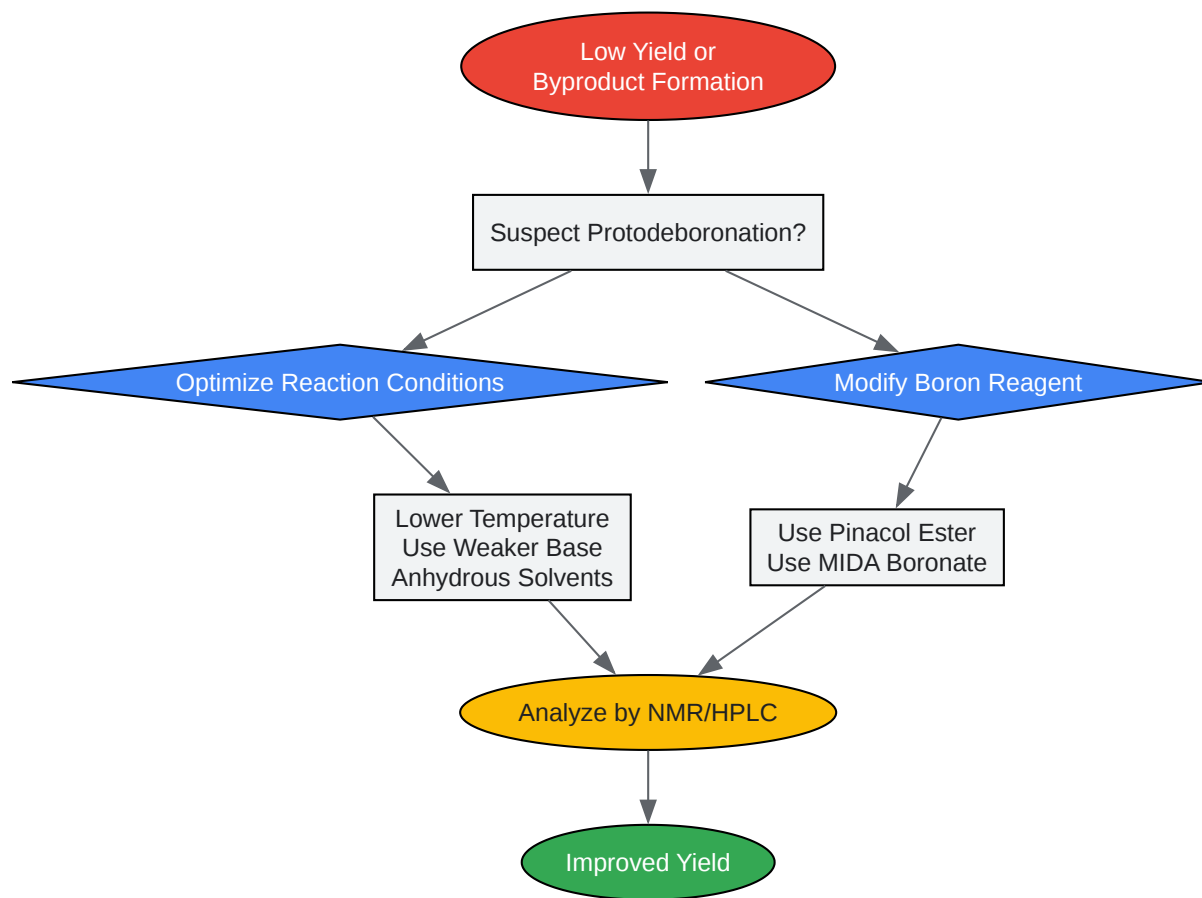 Low Yield or
Byproduct Formation
Suspect Protodeboronation?
Optimize Reaction Conditions
Modify Boron Reagent
Lower Temperature
Use Weaker Base
Anhydrous Solvents
Use Pinacol Ester
Use MIDA Boronate
Analyze by NMR/HPLC
Improved Yield